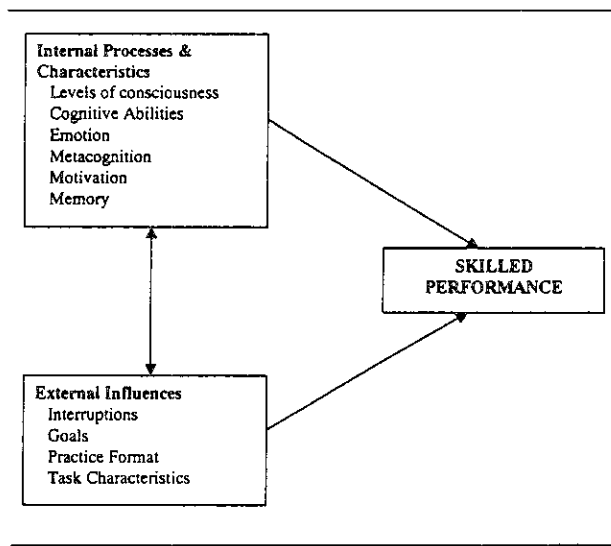 Internal Processes &
Characteristics
Levels of consciousness
Cognitive Abilities
Emotion
Metacognition
Motivation
Memory
SKILLED
PERFORMANCE
External Influences
Interruptions
Goals
Practice Format
Task Characteristics